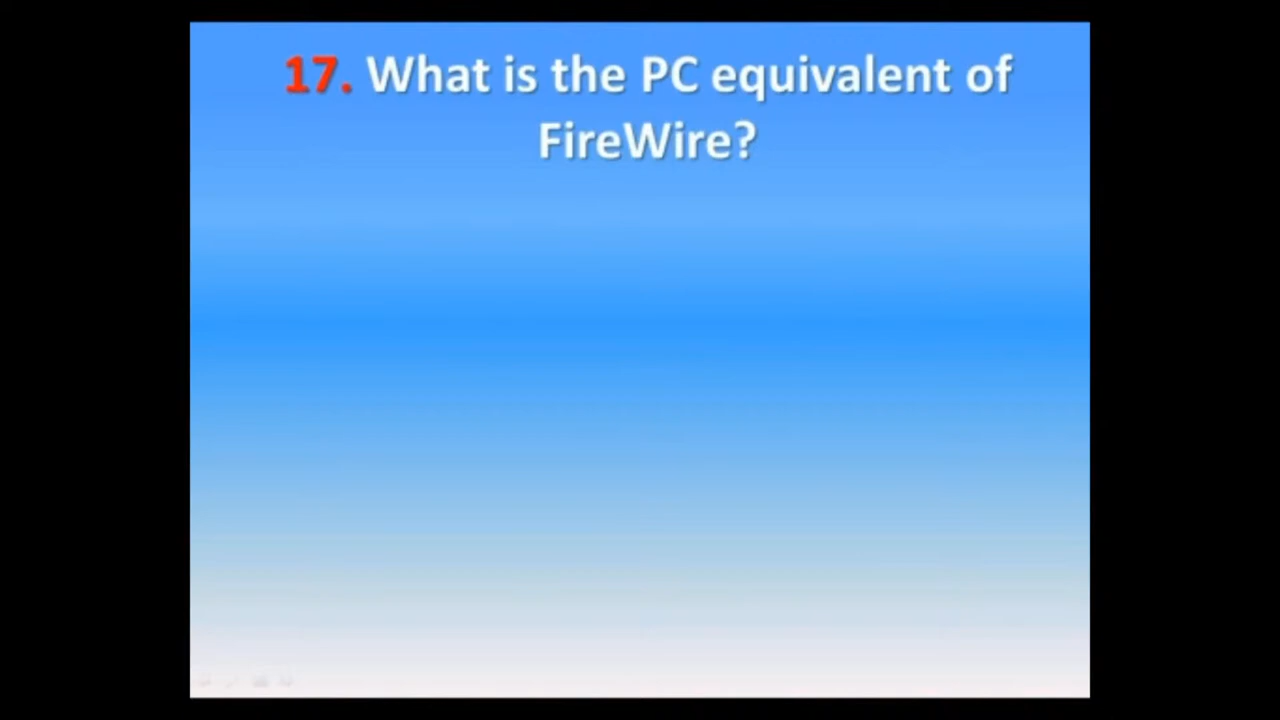 17. What is the PC equivalent of
FireWire?